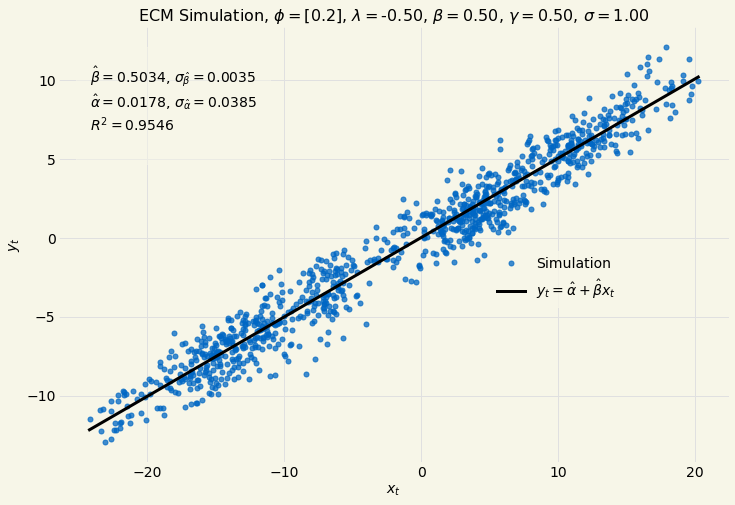 ECM Simulation, ϕ = [0.2], λ = -0.50, β = 0.50, γ = 0.50, σ = 1.00
β̂ = 0.5034, σ_β̂ = 0.0035
α̂ = 0.0178, σ_α̂ = 0.0385
R² = 0.9546
10
5
0
−5
−10
y_t
Simulation
y_t = α̂ + β̂x_t
−20 −10 0 10 20
x_t